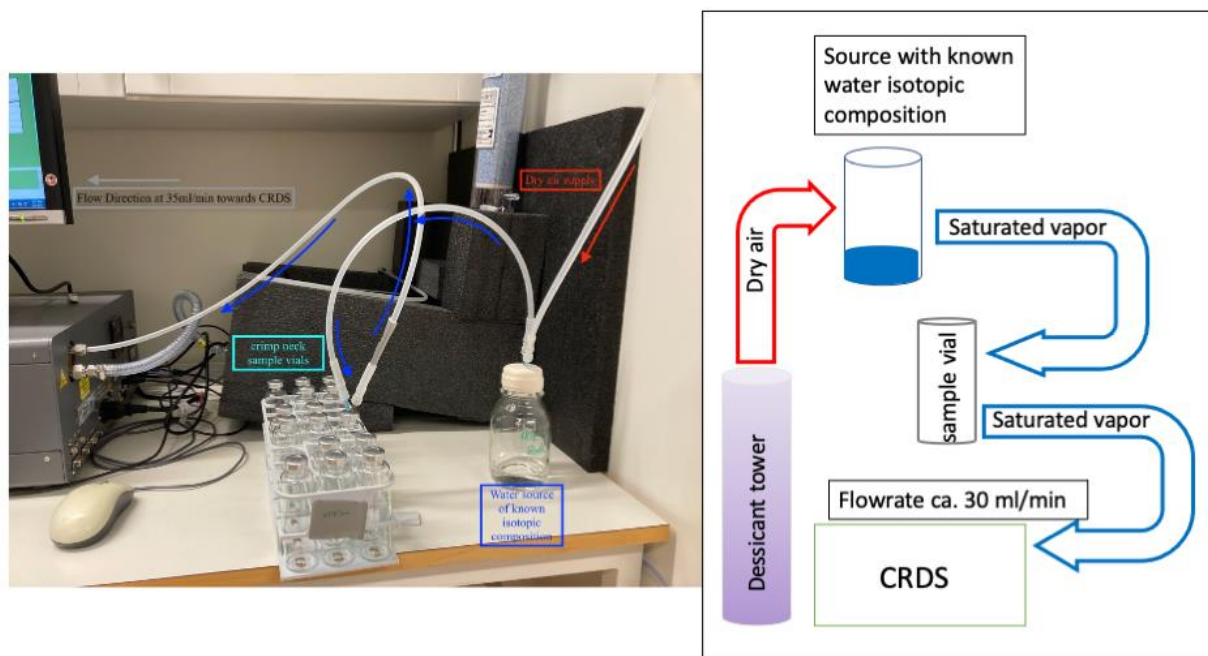 Flow Direction at 35ml/min towards CRDS
Dry air supply
crimp neck
sample vials
Water source
of known
isotopic
composition
Source with known
water isotopic
composition
Dry air
Saturated vapor
sample vial
Saturated vapor
Dessicant tower
Flowrate ca. 30 ml/min
CRDS